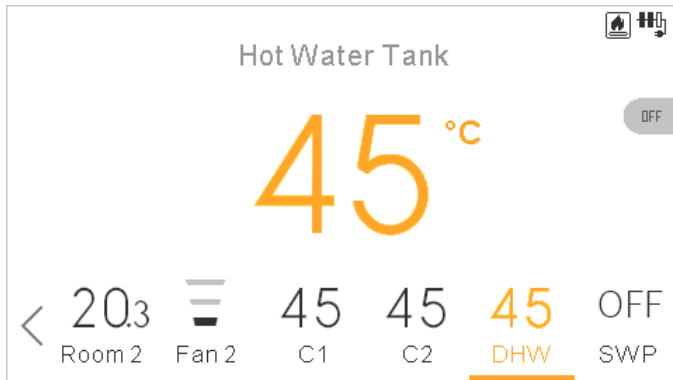 Hot Water Tank
45 °C
OFF
20.3 45 45 45 OFF
Room 2 Fan 2 C1 C2 DHW SWP